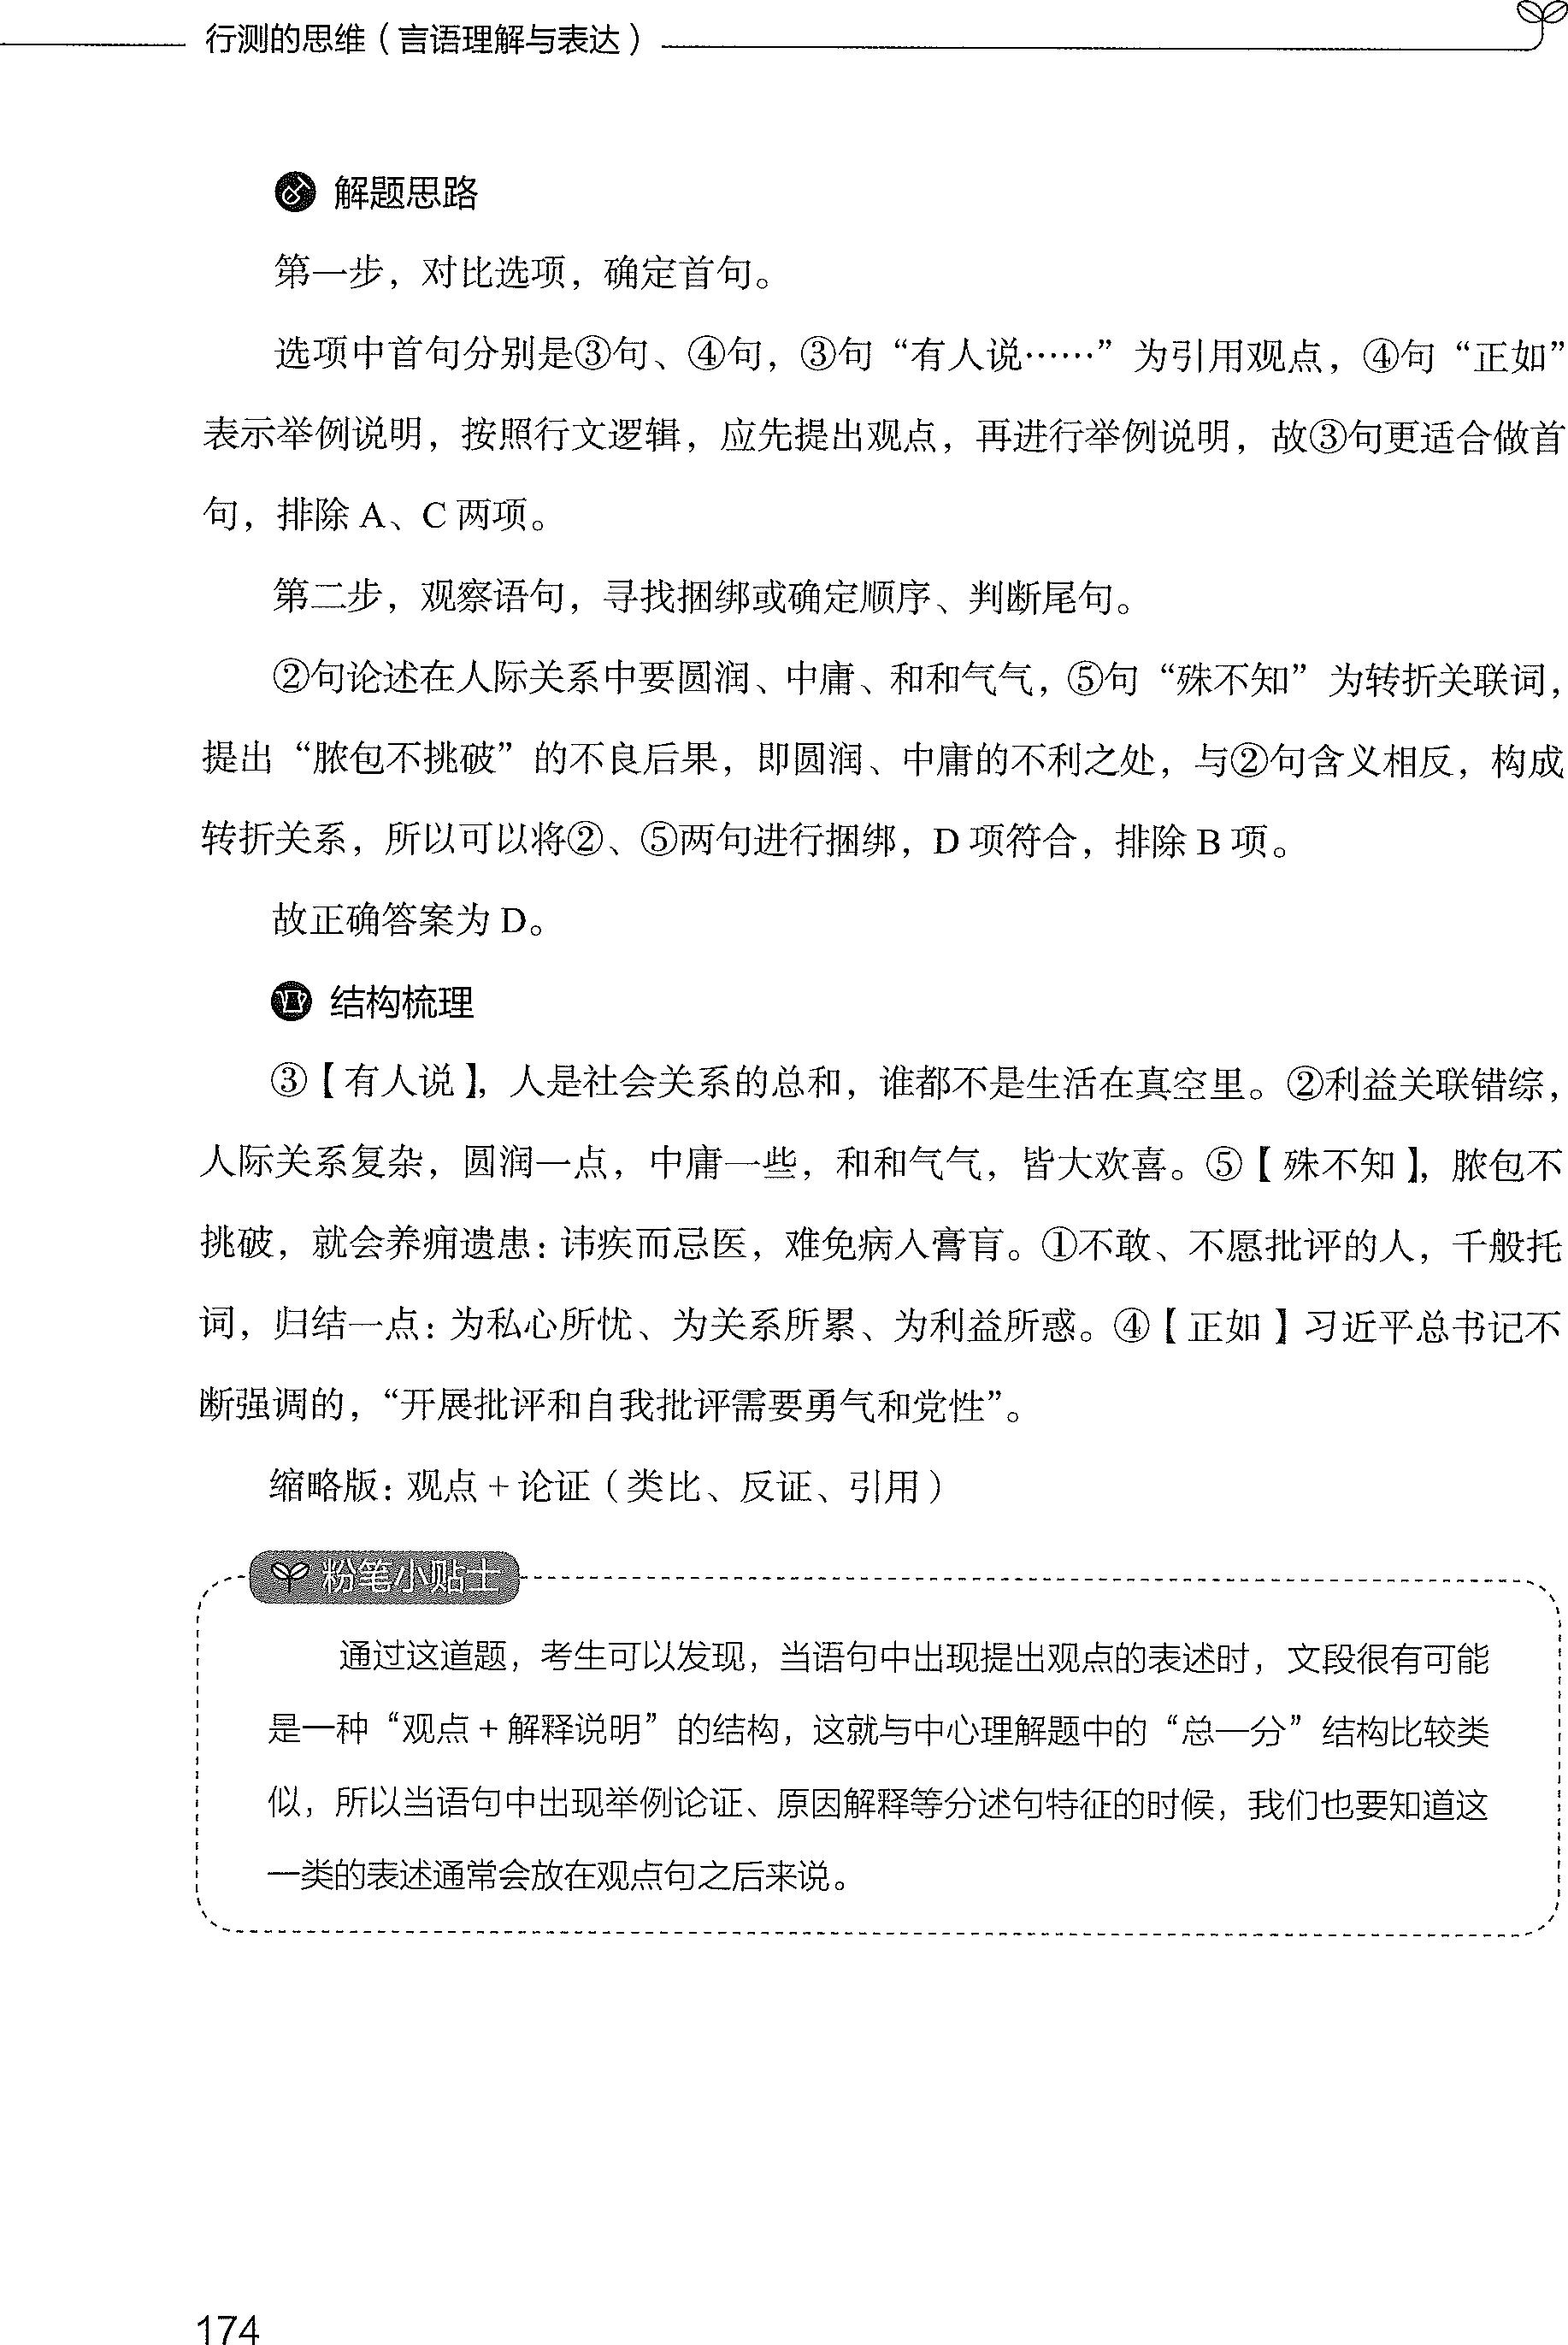 行测的思维（言语理解与表达）
解题思路
第一步，对比选项，确定首句。
选项中首句分别是③句、④句，③句“有人说……”为引用观点，④句“正如”
表示举例说明，按照行文逻辑，应先提出观点，再进行举例说明，故③句更适合做首
句，排除 A、C 两项。
第二步，观察语句，寻找捆绑或确定顺序、判断尾句。
②句论述在人际关系中要圆润、中庸、和和气气，⑤句“殊不知”为转折关联词，
提出“脓包不挑破”的不良后果，即圆润、中庸的不利之处，与②句含义相反，构成
转折关系，所以可以将②、⑤两句进行捆绑，D 项符合，排除 B 项。
故正确答案为 D。
结构梳理
③【有人说】，人是社会关系的总和，谁都不是生活在真空里。②利益关联错综，
人际关系复杂，圆润一点，中庸一些，和和气气，皆大欢喜。⑤【殊不知】，脓包不
挑破，就会养痈遗患：讳疾而忌医，难免病入膏肓。①不敢、不愿批评的人，千般托
词，归结一点：为私心所忧、为关系所累、为利益所惑。④【正如】习近平总书记不
断强调的，“开展批评和自我批评需要勇气和党性”。
缩略版：观点 + 论证（类比、反证、引用）
粉笔小贴士
通过这道题，考生可以发现，当语句中出现提出观点的表述时，文段很有可能
是一种“观点 + 解释说明”的结构，这就与中心理解题中的“总—分”结构比较类
似，所以当语句中出现举例论证、原因解释等分述句特征的时候，我们也要知道这
一类的表述通常会放在观点句之后来说。
174